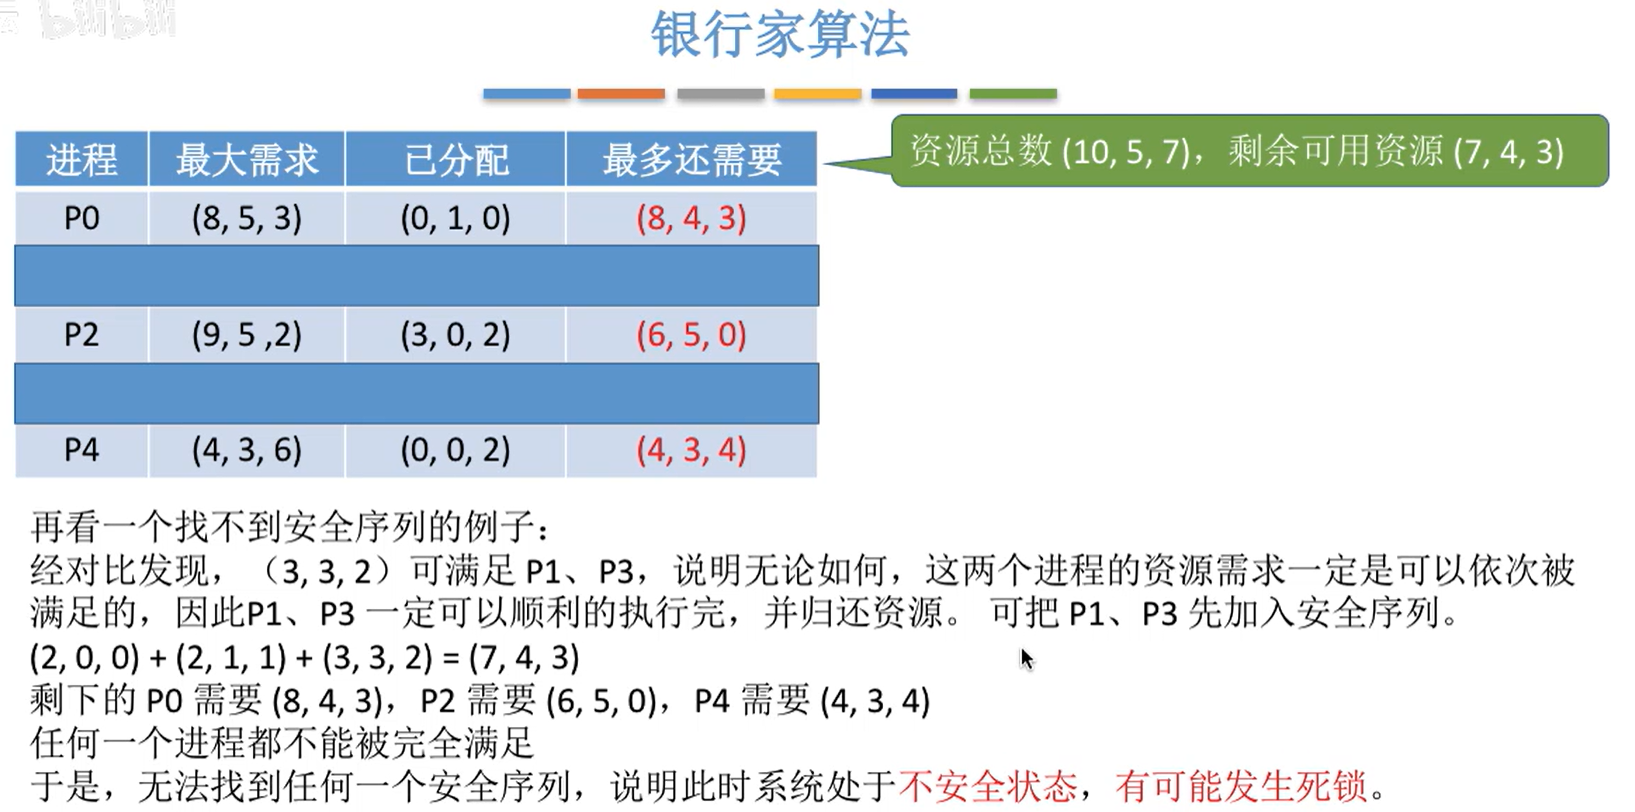 bilibili
银行家算法
资源总数 (10, 5, 7)，剩余可用资源 (7, 4, 3)
进程 最大需求 已分配 最多还需要
P0 (8, 5, 3) (0, 1, 0) (8, 4, 3)
P2 (9, 5 ,2) (3, 0, 2) (6, 5, 0)
P4 (4, 3, 6) (0, 0, 2) (4, 3, 4)
再看一个找不到安全序列的例子：
经对比发现，（3, 3, 2）可满足 P1、P3，说明无论如何，这两个进程的资源需求一定是可以依次被
满足的，因此P1、P3 一定可以顺利的执行完，并归还资源。 可把 P1、P3 先加入安全序列。
(2, 0, 0) + (2, 1, 1) + (3, 3, 2) = (7, 4, 3)
剩下的 P0 需要 (8, 4, 3)，P2 需要 (6, 5, 0)，P4 需要 (4, 3, 4)
任何一个进程都不能被完全满足
于是，无法找到任何一个安全序列，说明此时系统处于不安全状态，有可能发生死锁。